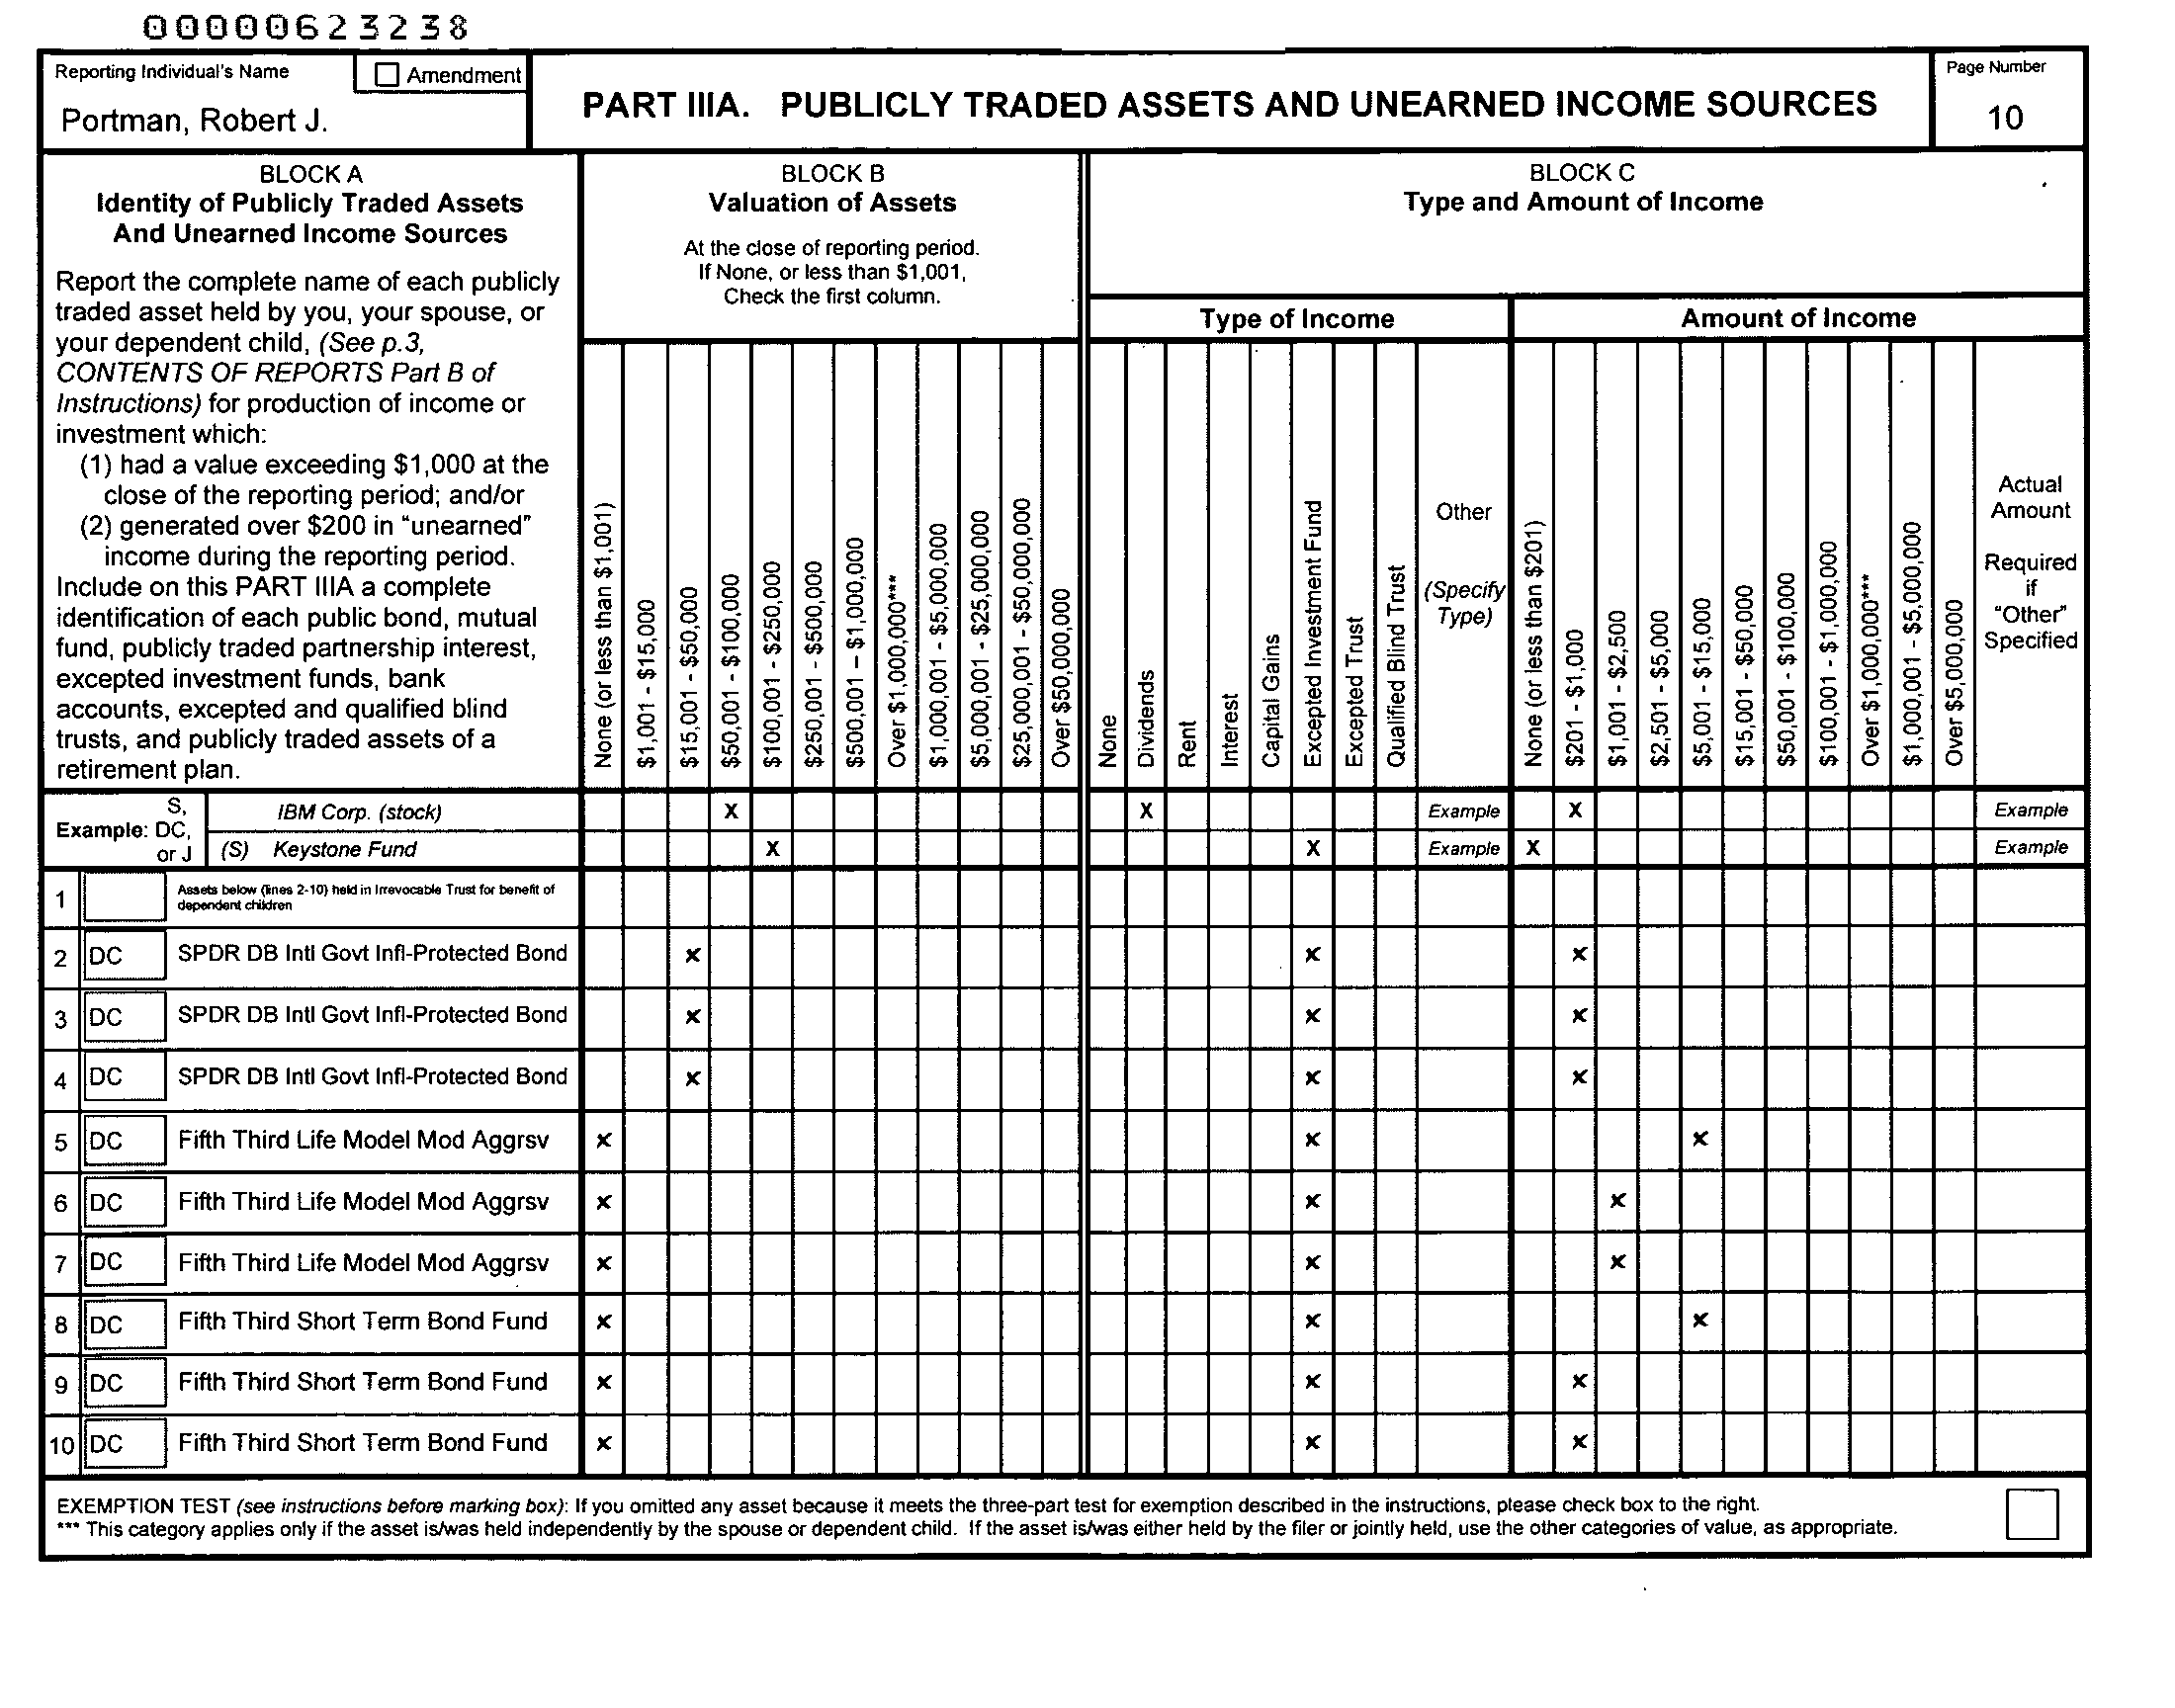 00000623238
Reporting Individual's Name
☐ Amendment
Portman, Robert J.
PART IIIA. PUBLICLY TRADED ASSETS AND UNEARNED INCOME SOURCES
Page Number
10
BLOCK A
Identity of Publicly Traded Assets
And Unearned Income Sources
Report the complete name of each publicly
traded asset held by you, your spouse, or
your dependent child, (See p.3,
CONTENTS OF REPORTS Part B of
Instructions) for production of income or
investment which:
(1) had a value exceeding $1,000 at the
close of the reporting period; and/or
(2) generated over $200 in "unearned"
income during the reporting period.
Include on this PART IIIA a complete
identification of each public bond, mutual
fund, publicly traded partnership interest,
excepted investment funds, bank
accounts, excepted and qualified blind
trusts, and publicly traded assets of a
retirement plan.
BLOCK B
Valuation of Assets
At the close of reporting period.
If None, or less than $1,001,
Check the first column.
None (or less than $1,001)
$1,001 - $15,000
$15,001 - $50,000
$50,001 - $100,000
$100,001 - $250,000
$250,001 - $500,000
$500,001 – $1,000,000
Over $1,000,000***
$1,000,001 - $5,000,000
$5,000,001 - $25,000,000
$25,000,001 - $50,000,000
Over $50,000,000
BLOCK C
Type and Amount of Income
Type of Income
None
Dividends
Rent
Interest
Capital Gains
Excepted Investment Fund
Excepted Trust
Qualified Blind Trust
Other
(Specify
Type)
Amount of Income
None (or less than $201)
$201 - $1,000
$1,001 - $2,500
$2,501 - $5,000
$5,001 - $15,000
$15,001 - $50,000
$50,001 - $100,000
$100,001 - $1,000,000
Over $1,000,000***
$1,000,001 - $5,000,000
Over $5,000,000
Actual
Amount
Required
if
"Other"
Specified
Example: S, DC, or J
IBM Corp. (stock) X X Example X Example
(S) Keystone Fund X X Example X Example
1 Assets below (lines 2-10) held in Irrevocable Trust for benefit of
dependent children
2 DC SPDR DB Intl Govt Infl-Protected Bond x x x
3 DC SPDR DB Intl Govt Infl-Protected Bond x x x
4 DC SPDR DB Intl Govt Infl-Protected Bond x x x
5 DC Fifth Third Life Model Mod Aggrsv x x x
6 DC Fifth Third Life Model Mod Aggrsv x x x
7 DC Fifth Third Life Model Mod Aggrsv x x x
8 DC Fifth Third Short Term Bond Fund x x x
9 DC Fifth Third Short Term Bond Fund x x x
10 DC Fifth Third Short Term Bond Fund x x x
EXEMPTION TEST (see instructions before marking box): If you omitted any asset because it meets the three-part test for exemption described in the instructions, please check box to the right.
*** This category applies only if the asset is/was held independently by the spouse or dependent child. If the asset is/was either held by the filer or jointly held, use the other categories of value, as appropriate.